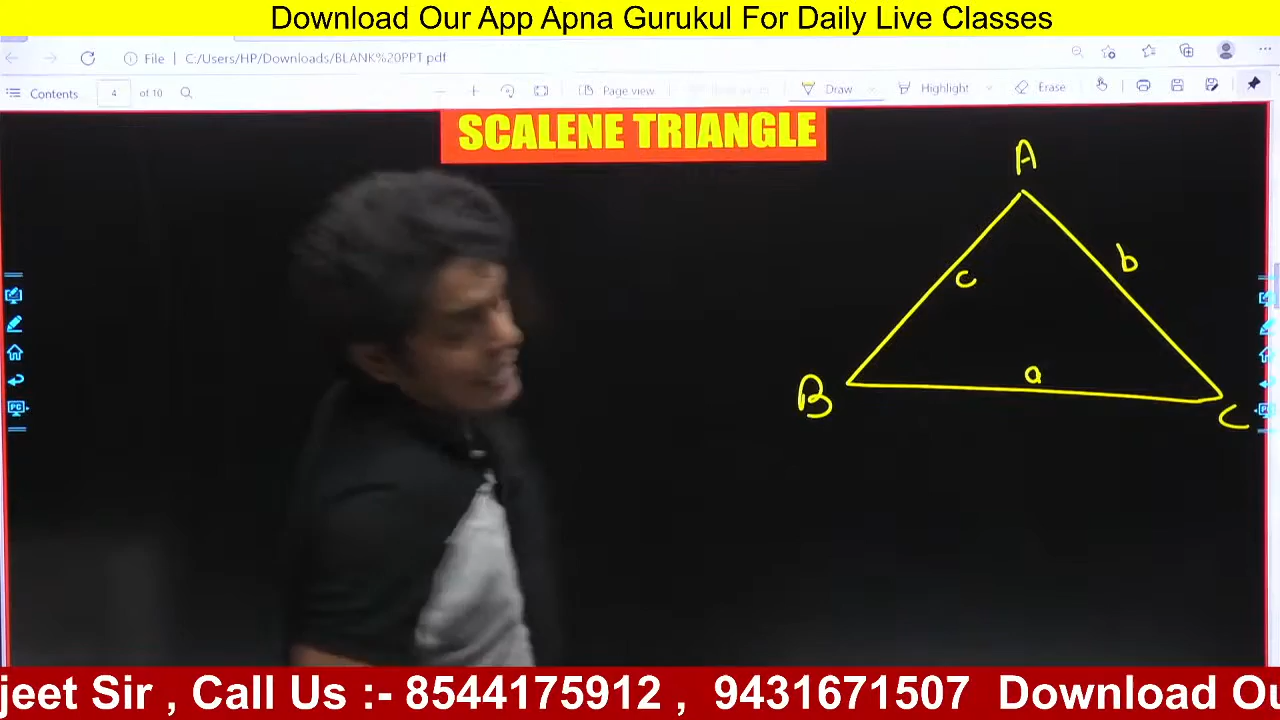 Download Our App Apna Gurukul For Daily Live Classes
File C:/Users/HP/Downloads/BLANK%20PPT pdf
Contents 4 of 10 Page view Draw Highlight Erase
SCALENE TRIANGLE
A
c b
B a C
jeet Sir , Call Us :- 8544175912 , 9431671507 Download Ou